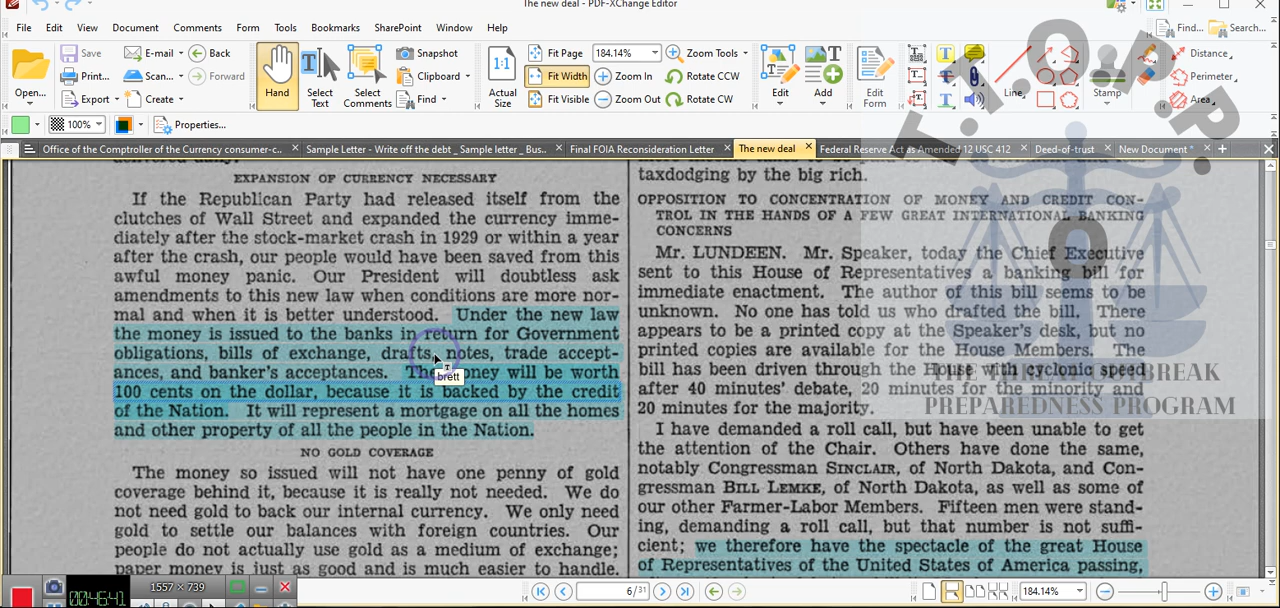 The new deal - PDF-XChange Editor
File Edit View Document Comments Form Tools Bookmarks SharePoint Window Help
Find... Search...
Open... Save Print... Export E-mail Scan... Create Back Forward
Hand Select Text Select Comments Snapshot Clipboard Find
Actual Size Fit Page Fit Width Fit Visible 184.14% Zoom In Zoom Out Zoom Tools Rotate CCW Rotate CW
Edit Add Edit Form Line Stamp Distance Perimeter Area
100% Properties...
Office of the Comptroller of the Currency consumer-c... Sample Letter - Write off the debt _ Sample letter _ Bus... Final FOIA Reconsideration Letter The new deal Federal Reserve Act as Amended 12 USC 412 Deed-of-trust New Document *
T.T.O.P.P.
EXPANSION OF CURRENCY NECESSARY
If the Republican Party had released itself from the
clutches of Wall Street and expanded the currency imme-
diately after the stock-market crash in 1929 or within a year
after the crash, our people would have been saved from this
awful money panic. Our President will doubtless ask
amendments to this new law when conditions are more nor-
mal and when it is better understood. Under the new law
the money is issued to the banks in return for Government
obligations, bills of exchange, drafts, notes, trade accept-
ances, and banker's acceptances. The money will be worth
100 cents on the dollar, because it is backed by the credit
of the Nation. It will represent a mortgage on all the homes
and other property of all the people in the Nation.
brett
NO GOLD COVERAGE
The money so issued will not have one penny of gold
coverage behind it, because it is really not needed. We do
not need gold to back our internal currency. We only need
gold to settle our balances with foreign countries. Our
people do not actually use gold as a medium of exchange;
paper money is just as good and is much easier to handle.
taxdodging by the big rich.
OPPOSITION TO CONCENTRATION OF MONEY AND CREDIT CON-
TROL IN THE HANDS OF A FEW GREAT INTERNATIONAL BANKING
CONCERNS
Mr. LUNDEEN. Mr. Speaker, today the Chief Executive
sent to this House of Representatives a banking bill for
immediate enactment. The author of this bill seems to be
unknown. No one has told us who drafted the bill. There
appears to be a printed copy at the Speaker's desk, but no
printed copies are available for the House Members. The
bill has been driven through the House with cyclonic speed
after 40 minutes' debate, 20 minutes for the minority and
20 minutes for the majority.
I have demanded a roll call, but have been unable to get
the attention of the Chair. Others have done the same,
notably Congressman SINCLAIR, of North Dakota, and Con-
gressman BILL LEMKE, of North Dakota, as well as some of
our other Farmer-Labor Members. Fifteen men were stand-
ing, demanding a roll call, but that number is not suffi-
cient; we therefore have the spectacle of the great House
of Representatives of the United States of America passing,
PREPAREDNESS PROGRAM
1557 × 739
00:46:41
6 /31
184.14%